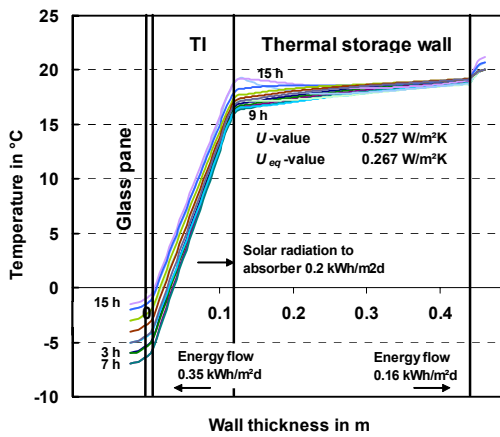 25
TI
Thermal storage wall
20
15 h
9 h
U-value 0.527 W/m²K
15
Ueq-value 0.267 W/m²K
Temperature in °C
10
Glass pane
5
Solar radiation to
absorber 0.2 kWh/m2d
0
0
0.1
0.2
0.3
0.4
15 h
-5
3 h
7 h
Energy flow
0.35 kWh/m²d
Energy flow
0.16 kWh/m²d
-10
Wall thickness in m